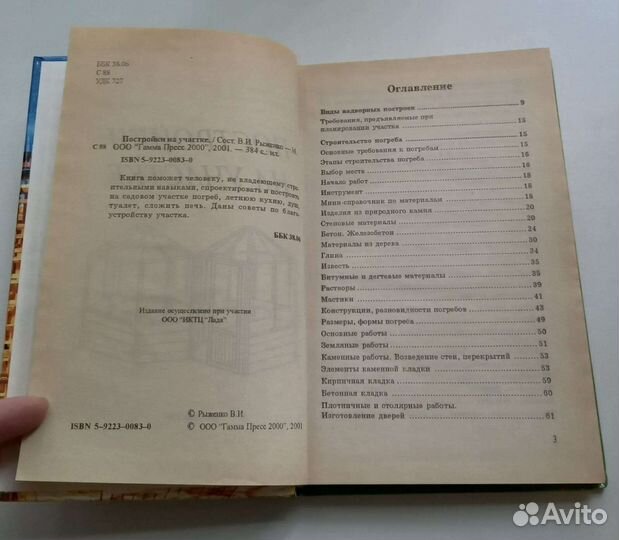 ББК 38.06
С 88
УДК 727
Постройки на участке. / Сост. В.И. Рыженко — М.
С 88 ООО "Гамма Пресс 2000", 2001. — 384 с.: ил.
ISBN 5-9223-0083-0
Книга поможет человеку, не владеющему стро-
ительными навыками, спроектировать и построить
на садовом участке погреб, летнюю кухню, душ,
туалет, сложить печь. Даны советы по благо-
устройству участка.
ББК 38.06
Издание осуществлено при участии
ООО "ИКТЦ "Лада"
© Рыженко В.И.
ISBN 5-9223-0083-0 © ООО "Гамма Пресс 2000", 2001
Оглавление
Виды надворных построек 9
Требования, предъявляемые при
планировании участка 15
Строительство погреба 15
Основные требования к погребам 15
Этапы строительства погреба 16
Выбор места 16
Начало работ 18
Инструмент 18
Мини-справочник по материалам 18
Изделия из природного камня 20
Стеновые материалы 20
Бетон. Железобетон 24
Материалы из дерева 30
Глина 34
Известь 35
Битумные и дегтевые материалы 35
Растворы 39
Мастики 41
Конструкции, разновидности погребов 43
Размеры, формы погреба 49
Основные работы 50
Земляные работы 51
Каменные работы. Возведение стен, перекрытий 53
Элементы каменной кладки 53
Кирпичная кладка 59
Бетонная кладка 60
Плотничные и столярные работы.
Изготовление дверей 61
3
Avito